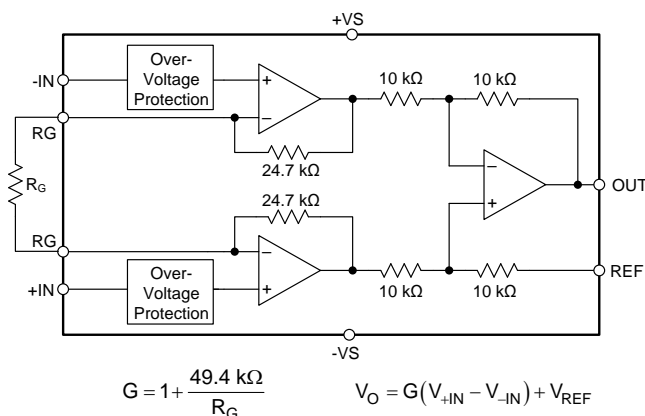 +VS
-IN
Over-
Voltage
Protection
+
−
10 kΩ
10 kΩ
RG
24.7 kΩ
RG
−
+
OUT
24.7 kΩ
RG
−
+
+IN
Over-
Voltage
Protection
10 kΩ
10 kΩ
REF
-VS
G = 1 + 49.4 kΩ / RG
VO = G(V+IN − V−IN) + VREF